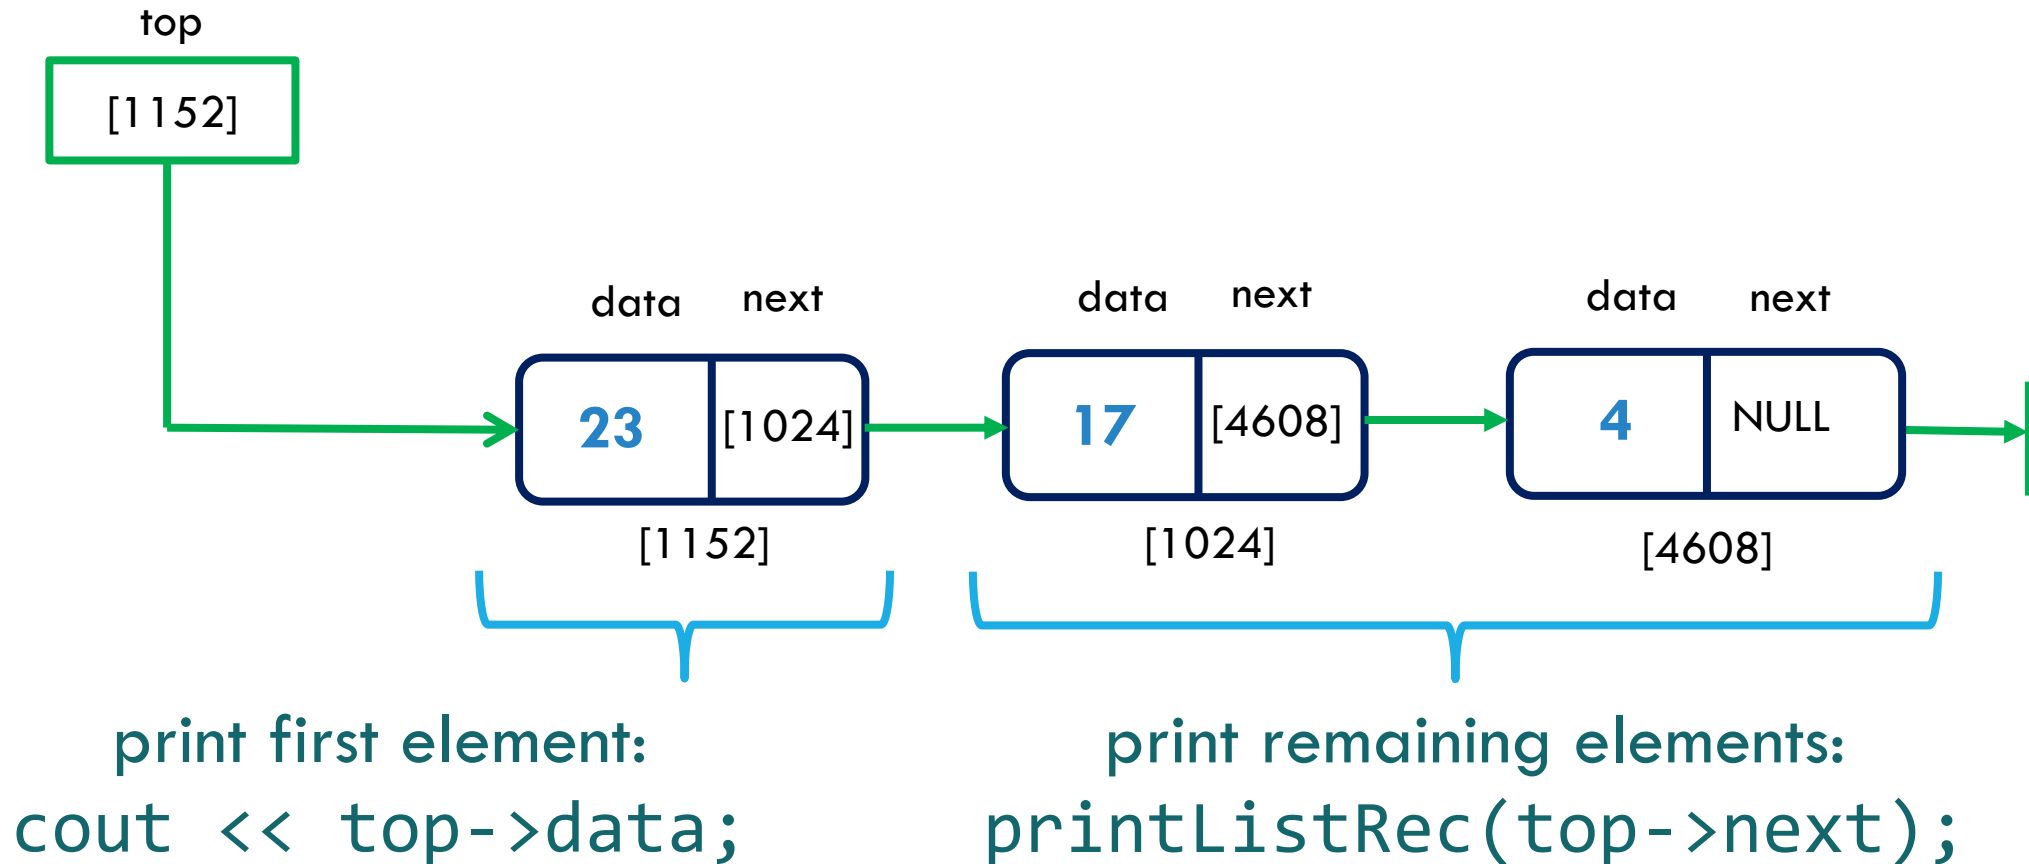 top
[1152]
data next
data next
data next
23 [1024]
17 [4608]
4 NULL
[1152]
[1024]
[4608]
print first element:
cout << top->data;
print remaining elements:
printListRec(top->next);